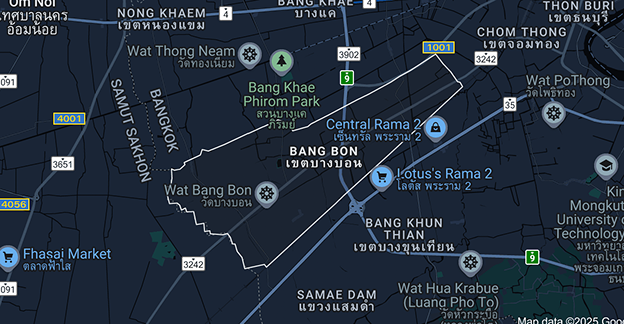 Om Noi
เทศบาลนคร
อ้อมน้อย
NONG KHAEM
เขตหนองแขม
4
BANG KHAE
บางแค
4
THON BURI
เขตธนบุรี
CHOM THONG
เขตจอมทอง
1001
3242
3902
9
Wat Thong Neam
วัดทองเนียม
Bang Khae
Phirom Park
สวนบางแค
ภิรมย์
Wat PoThong
วัดโพธิ์ทอง
35
091
4001
BANGKOK
SAMUT SAKHON
3651
Central Rama 2
เซ็นทรัล พระราม 2
BANG BON
เขตบางบอน
Lotus's Rama 2
โลตัส พระราม 2
Wat Bang Bon
วัดบางบอน
4056
Kin
Mongkut
University of
Technology
มหาวิทยาลั
เทคโนโล
พระจอมเกล้
ธน
BANG KHUN
THIAN
เขตบางขุนเทียน
Fhasai Market
ตลาดฟ้าใส
3242
9
091
SAMAE DAM
แขวงแสมดำ
Wat Hua Krabue
(Luang Pho To)
วัดหัวกระบือ
Map data ©2025 Goo